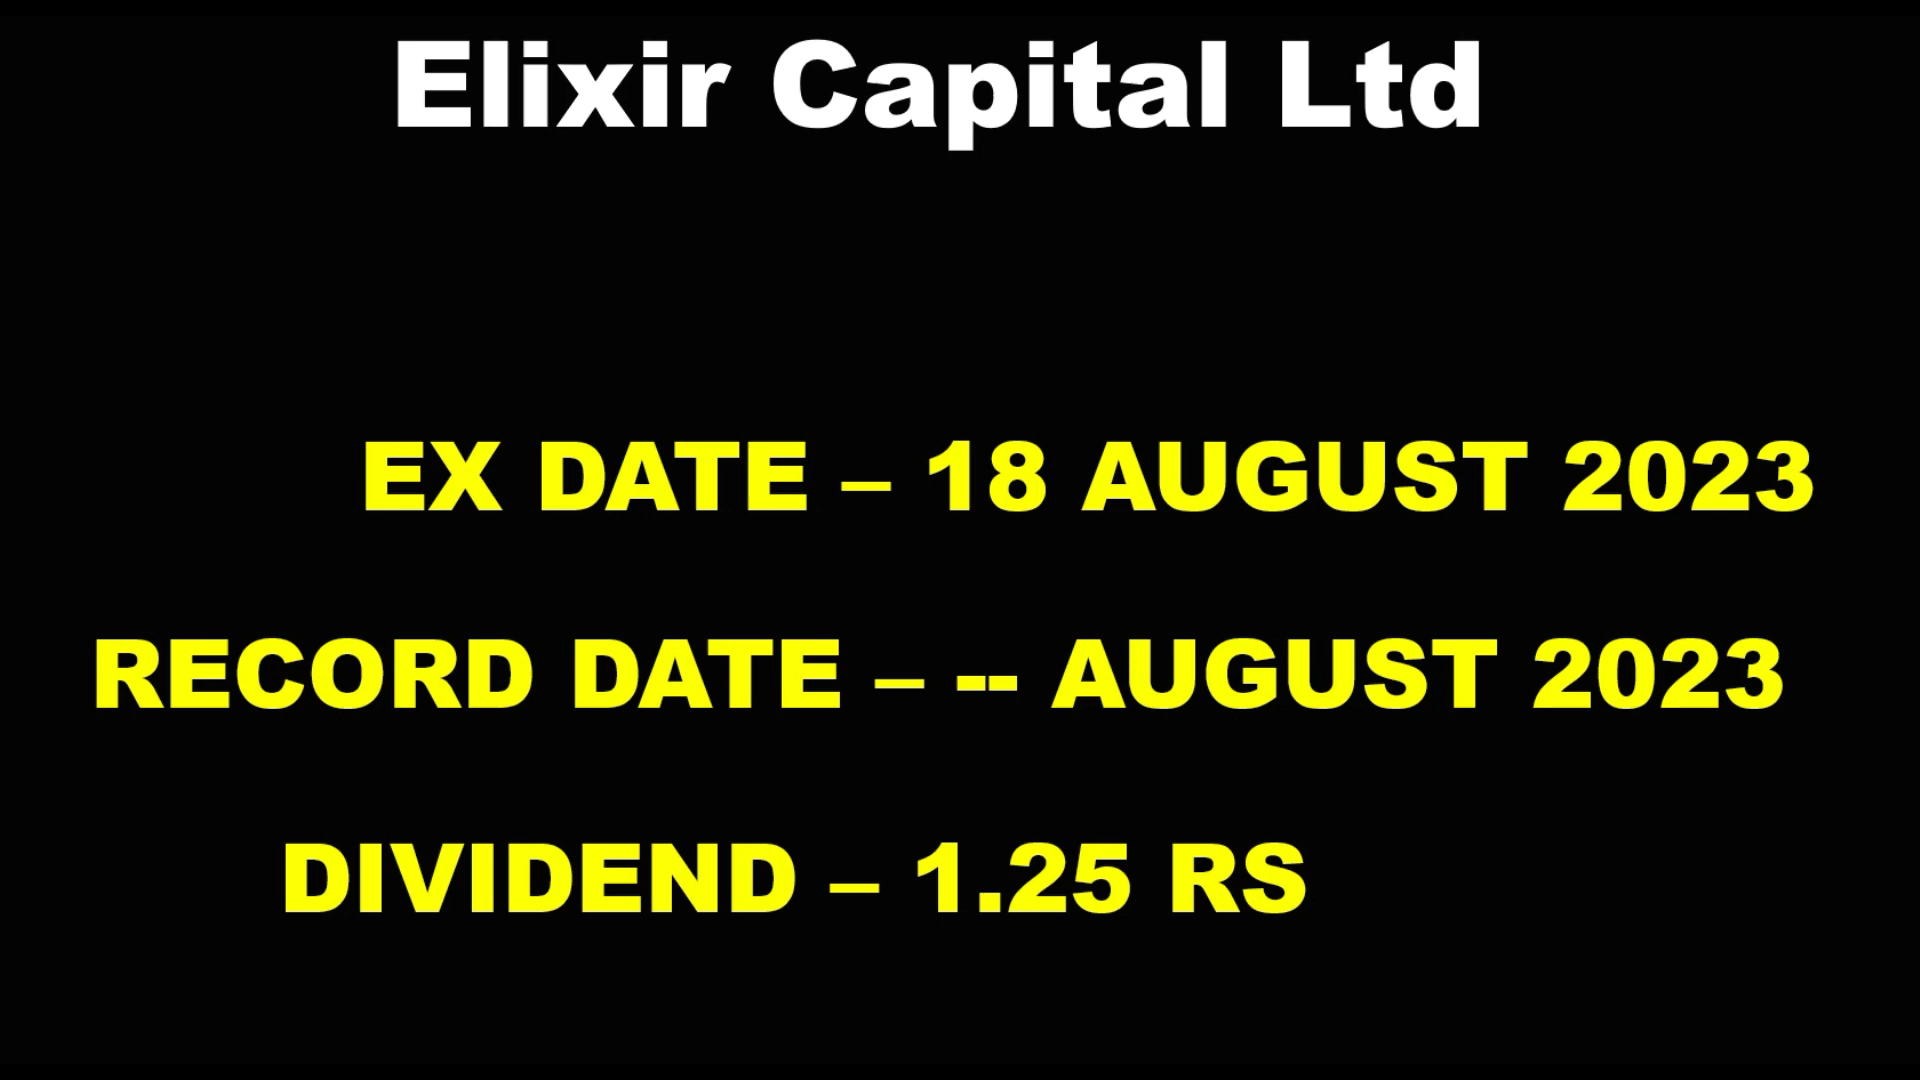 Elixir Capital Ltd
EX DATE – 18 AUGUST 2023
RECORD DATE – -- AUGUST 2023
DIVIDEND – 1.25 RS